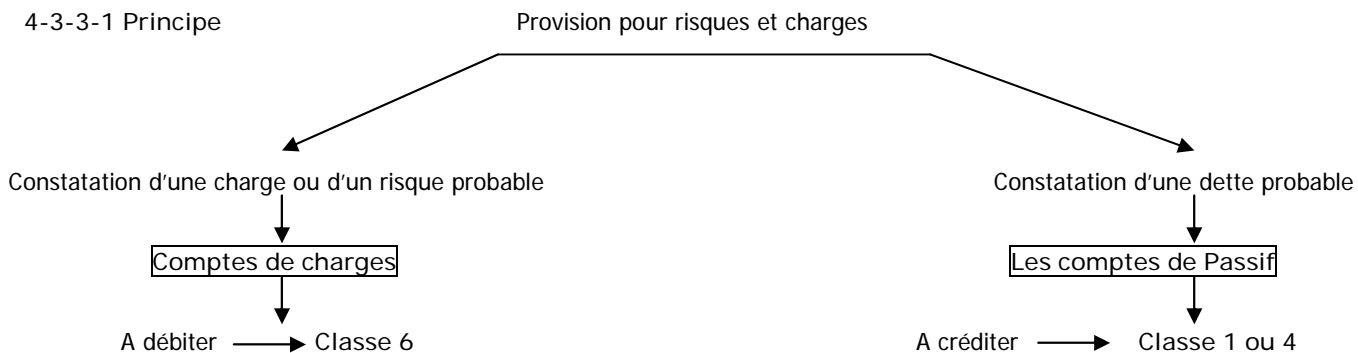 4-3-3-1 Principe Provision pour risques et charges
Constatation d'une charge ou d'un risque probable Constatation d'une dette probable
Comptes de charges Les comptes de Passif
A débiter Classe 6 A créditer Classe 1 ou 4